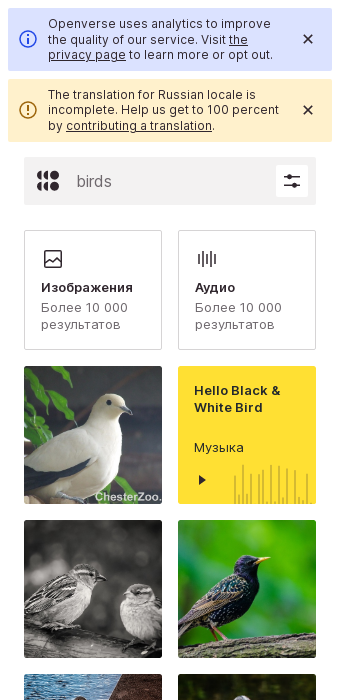 Openverse uses analytics to improve
the quality of our service. Visit the
privacy page to learn more or opt out.
The translation for Russian locale is
incomplete. Help us get to 100 percent
by contributing a translation.
birds
Изображения
Более 10 000
результатов
Аудио
Более 10 000
результатов
ChesterZoo.
Hello Black &
White Bird
Музыка